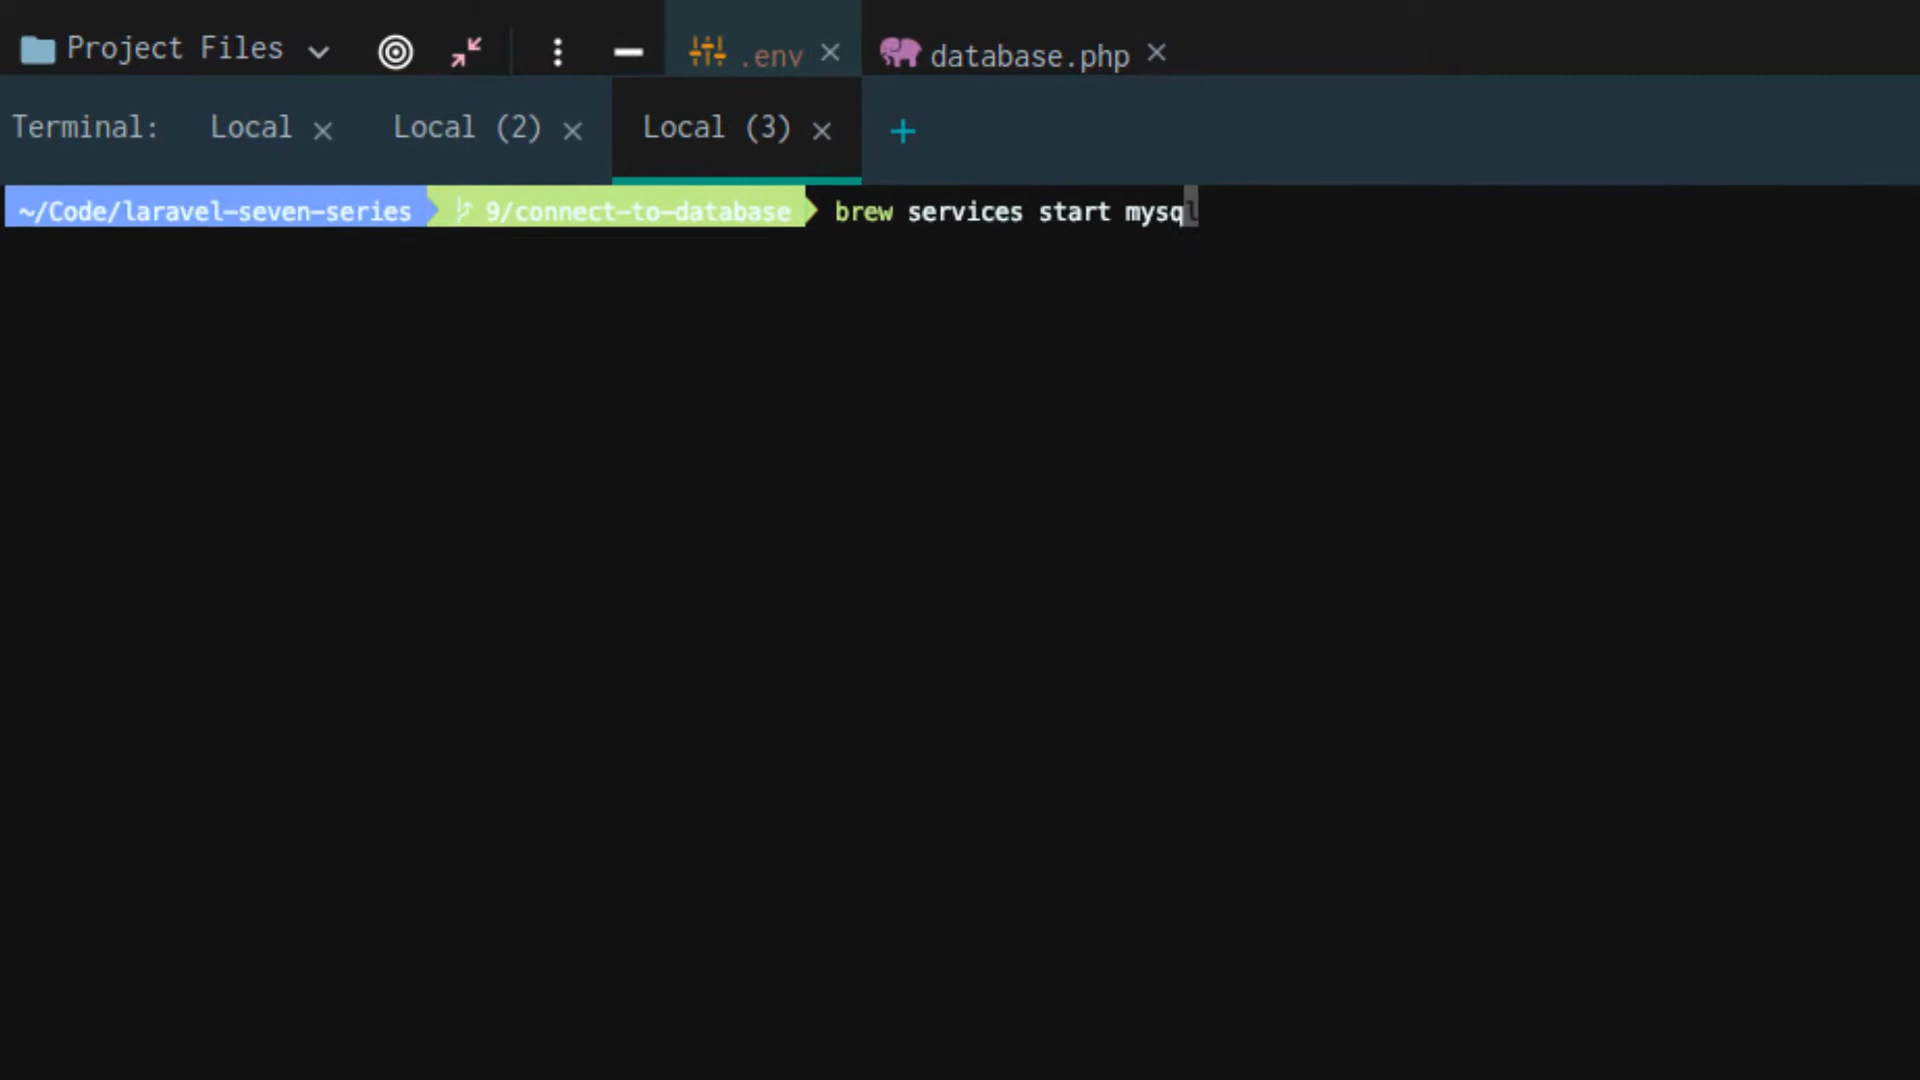 Project Files .env database.php
Terminal: Local Local (2) Local (3) +
~/Code/laravel-seven-series 9/connect-to-database brew services start mysql